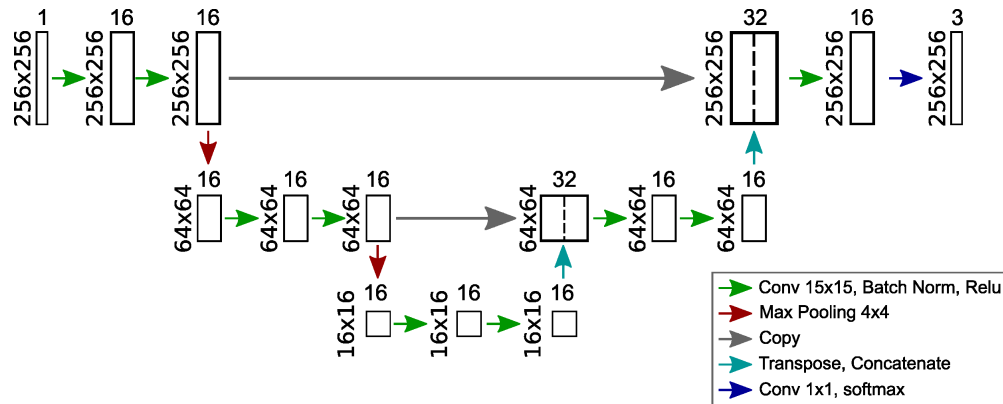 1 16 16 32 16 3
256x256 256x256 256x256 256x256 256x256 256x256
16 16 16 32 16 16
64x64 64x64 64x64 64x64 64x64 64x64
16 16 16
16x16 16x16 16x16
Conv 15x15, Batch Norm, Relu
Max Pooling 4x4
Copy
Transpose, Concatenate
Conv 1x1, softmax